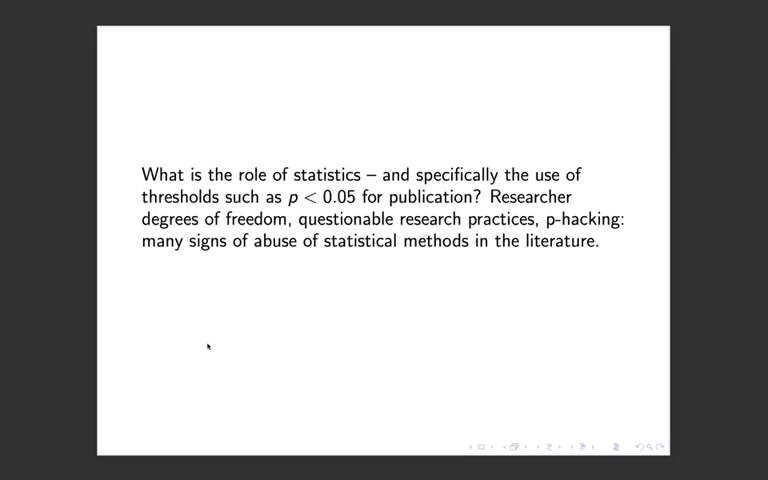 What is the role of statistics – and specifically the use of
thresholds such as p < 0.05 for publication? Researcher
degrees of freedom, questionable research practices, p-hacking:
many signs of abuse of statistical methods in the literature.